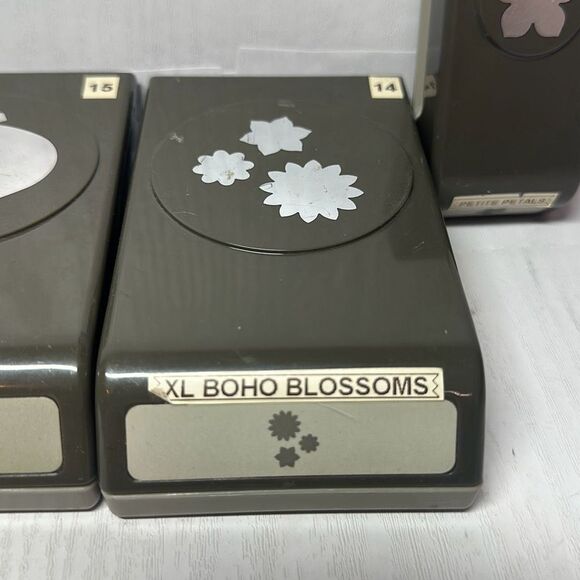 15
14
PETITE PETALS
XL BOHO BLOSSOMS